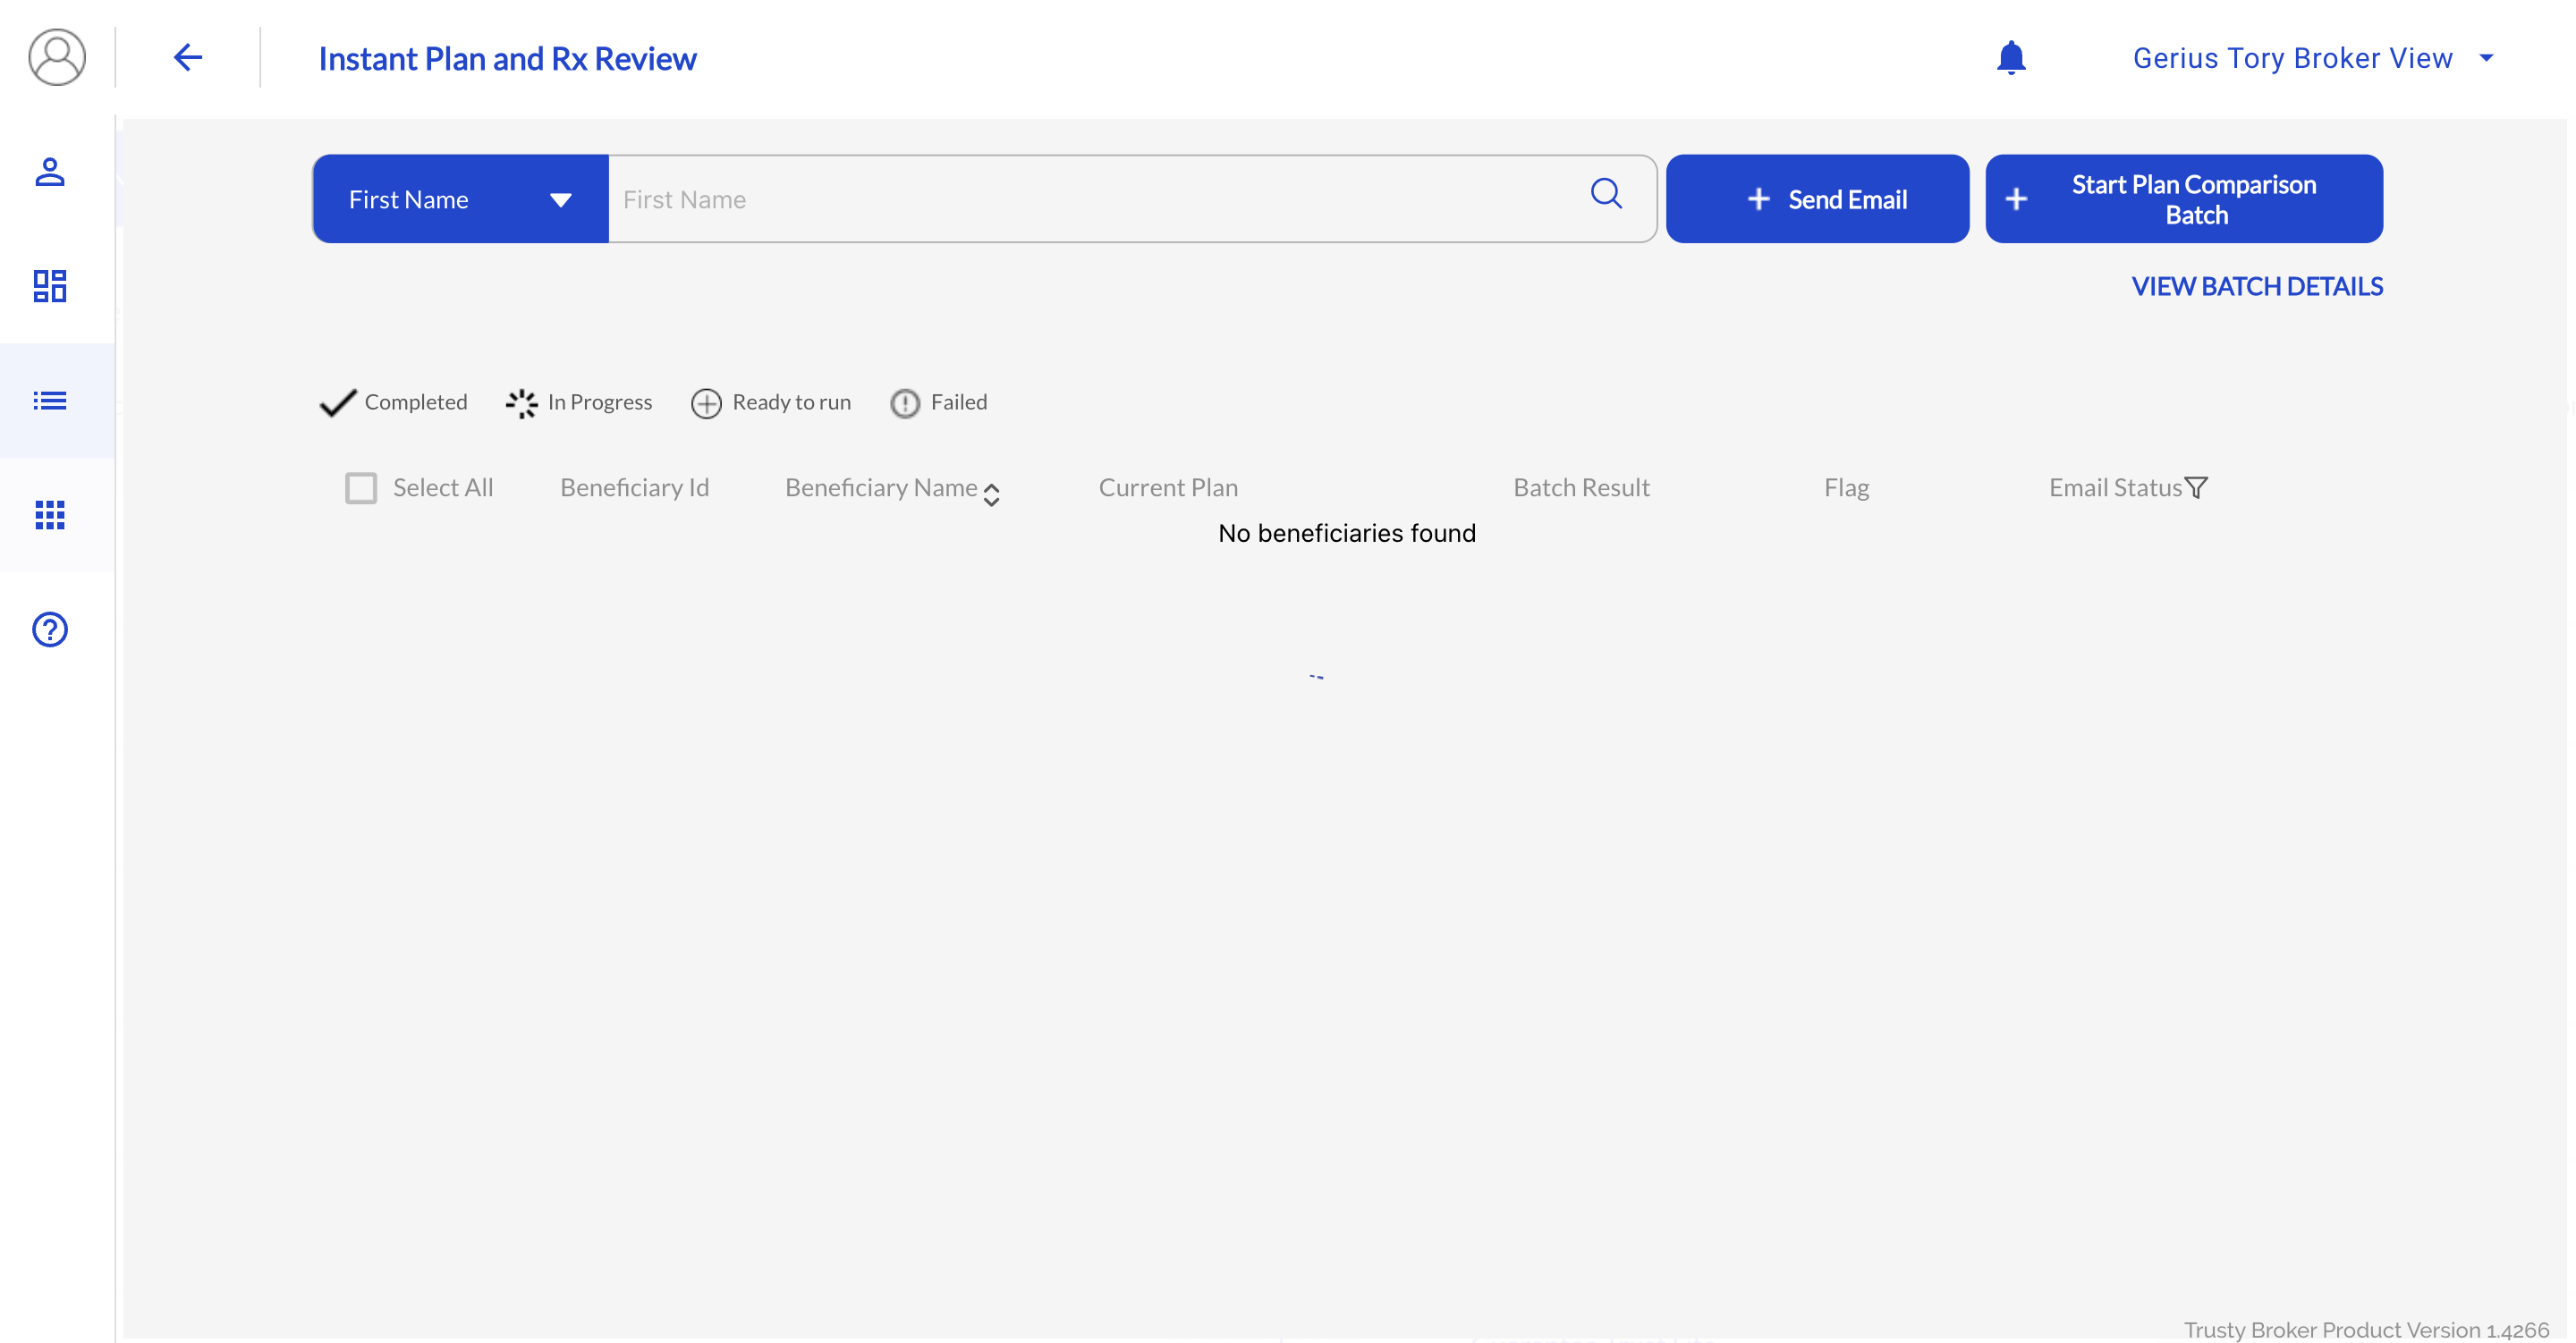 Instant Plan and Rx Review
Gerius Tory Broker View
First Name
First Name
Send Email
Start Plan Comparison
Batch
VIEW BATCH DETAILS
Completed
In Progress
Ready to run
Failed
Select All
Beneficiary Id
Beneficiary Name
Current Plan
Batch Result
Flag
Email Status
No beneficiaries found
Trusty Broker Product Version 1.4266